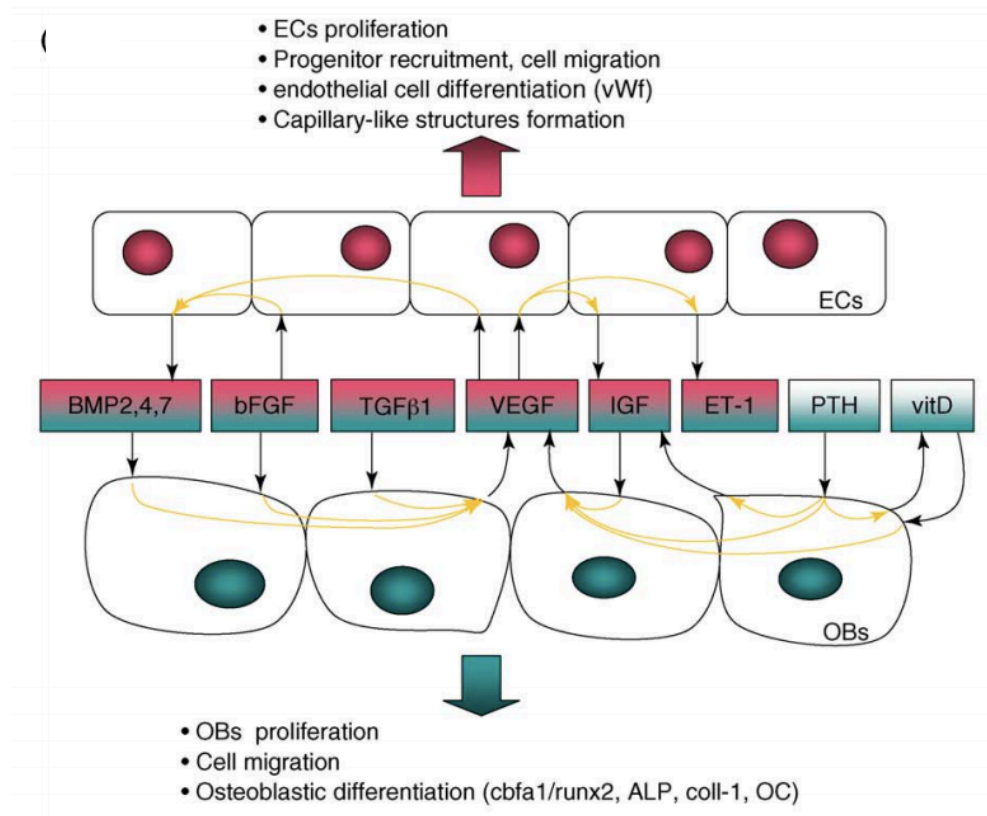 • ECs proliferation
• Progenitor recruitment, cell migration
• endothelial cell differentiation (vWf)
• Capillary-like structures formation
ECs
BMP2,4,7 bFGF TGFβ1 VEGF IGF ET-1 PTH vitD
OBs
• OBs proliferation
• Cell migration
• Osteoblastic differentiation (cbfa1/runx2, ALP, coll-1, OC)